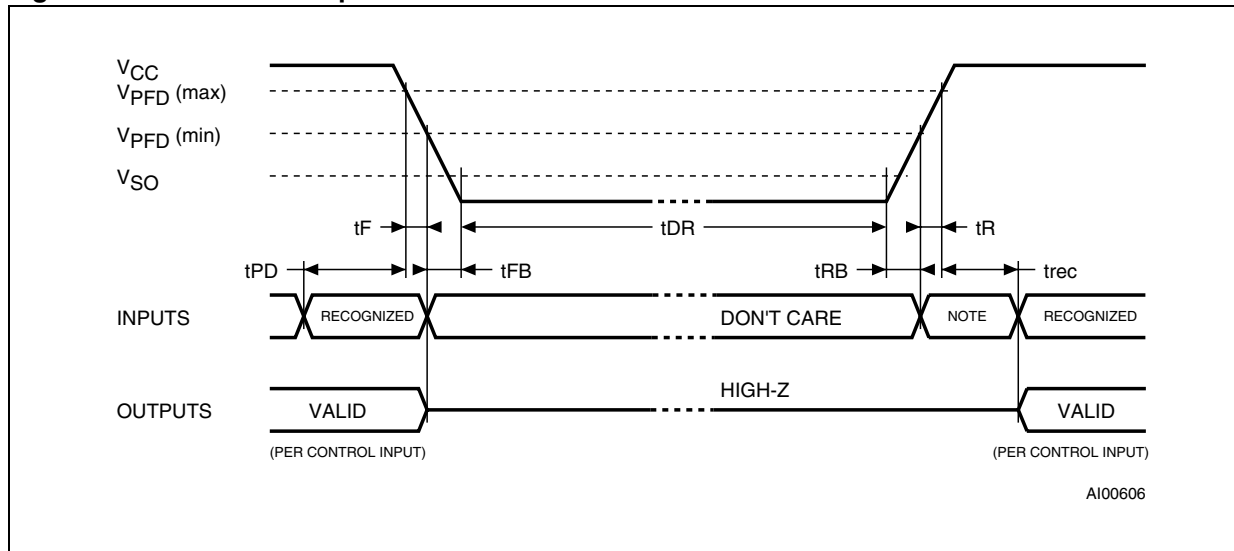 VCC
VPFD (max)
VPFD (min)
VSO
tF
tDR
tR
tPD
tFB
tRB
trec
INPUTS
RECOGNIZED
DON'T CARE
NOTE
RECOGNIZED
HIGH-Z
OUTPUTS
VALID
VALID
(PER CONTROL INPUT)
(PER CONTROL INPUT)
AI00606